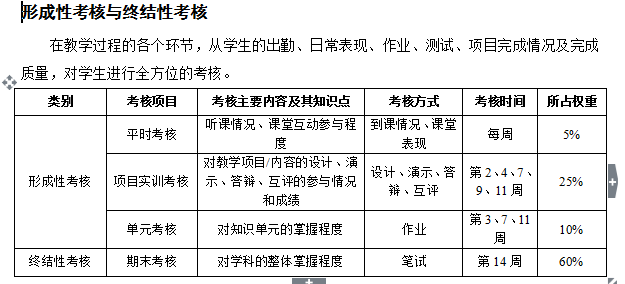 形成性考核与终结性考核
在教学过程的各个环节，从学生的出勤、日常表现、作业、测试、项目完成情况及完成
质量，对学生进行全方位的考核。
类别 考核项目 考核主要内容及其知识点 考核方式 考核时间 所占权重
形成性考核
平时考核 听课情况、课堂互动参与程度 到课情况、课堂表现 每周 5%
项目实训考核 对教学项目/内容的设计、演示、答辩、互评的参与情况和成绩 设计、演示、答辩、互评 第2、4、7、9、11周 25%
单元考核 对知识单元的掌握程度 作业 第3、7、11周 10%
终结性考核 期末考核 对学科的整体掌握程度 笔试 第14周 60%